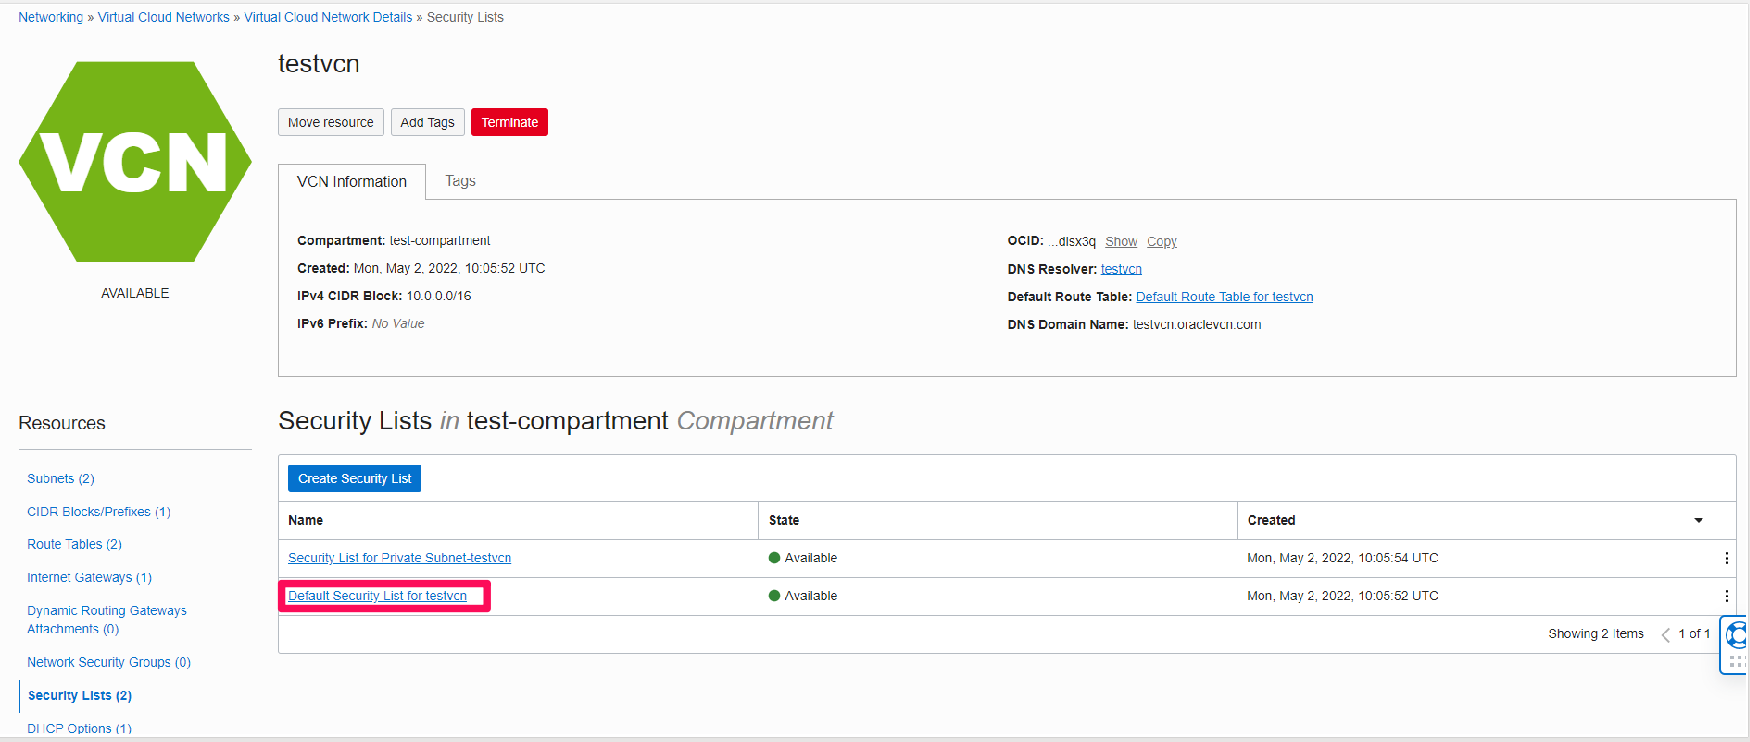 Networking » Virtual Cloud Networks » Virtual Cloud Network Details » Security Lists
VCN
AVAILABLE
testvcn
Move resource Add Tags Terminate
VCN Information Tags
Compartment: test-compartment
Created: Mon, May 2, 2022, 10:05:52 UTC
IPv4 CIDR Block: 10.0.0.0/16
IPv6 Prefix: No Value
OCID: ...disx3q Show Copy
DNS Resolver: testvcn
Default Route Table: Default Route Table for testvcn
DNS Domain Name: testvcn.oraclevcn.com
Resources
Subnets (2)
CIDR Blocks/Prefixes (1)
Route Tables (2)
Internet Gateways (1)
Dynamic Routing Gateways
Attachments (0)
Network Security Groups (0)
Security Lists (2)
DHCP Options (1)
Security Lists in test-compartment Compartment
Create Security List
Name State Created
Security List for Private Subnet-testvcn Available Mon, May 2, 2022, 10:05:54 UTC
Default Security List for testvcn Available Mon, May 2, 2022, 10:05:52 UTC
Showing 2 Items 1 of 1